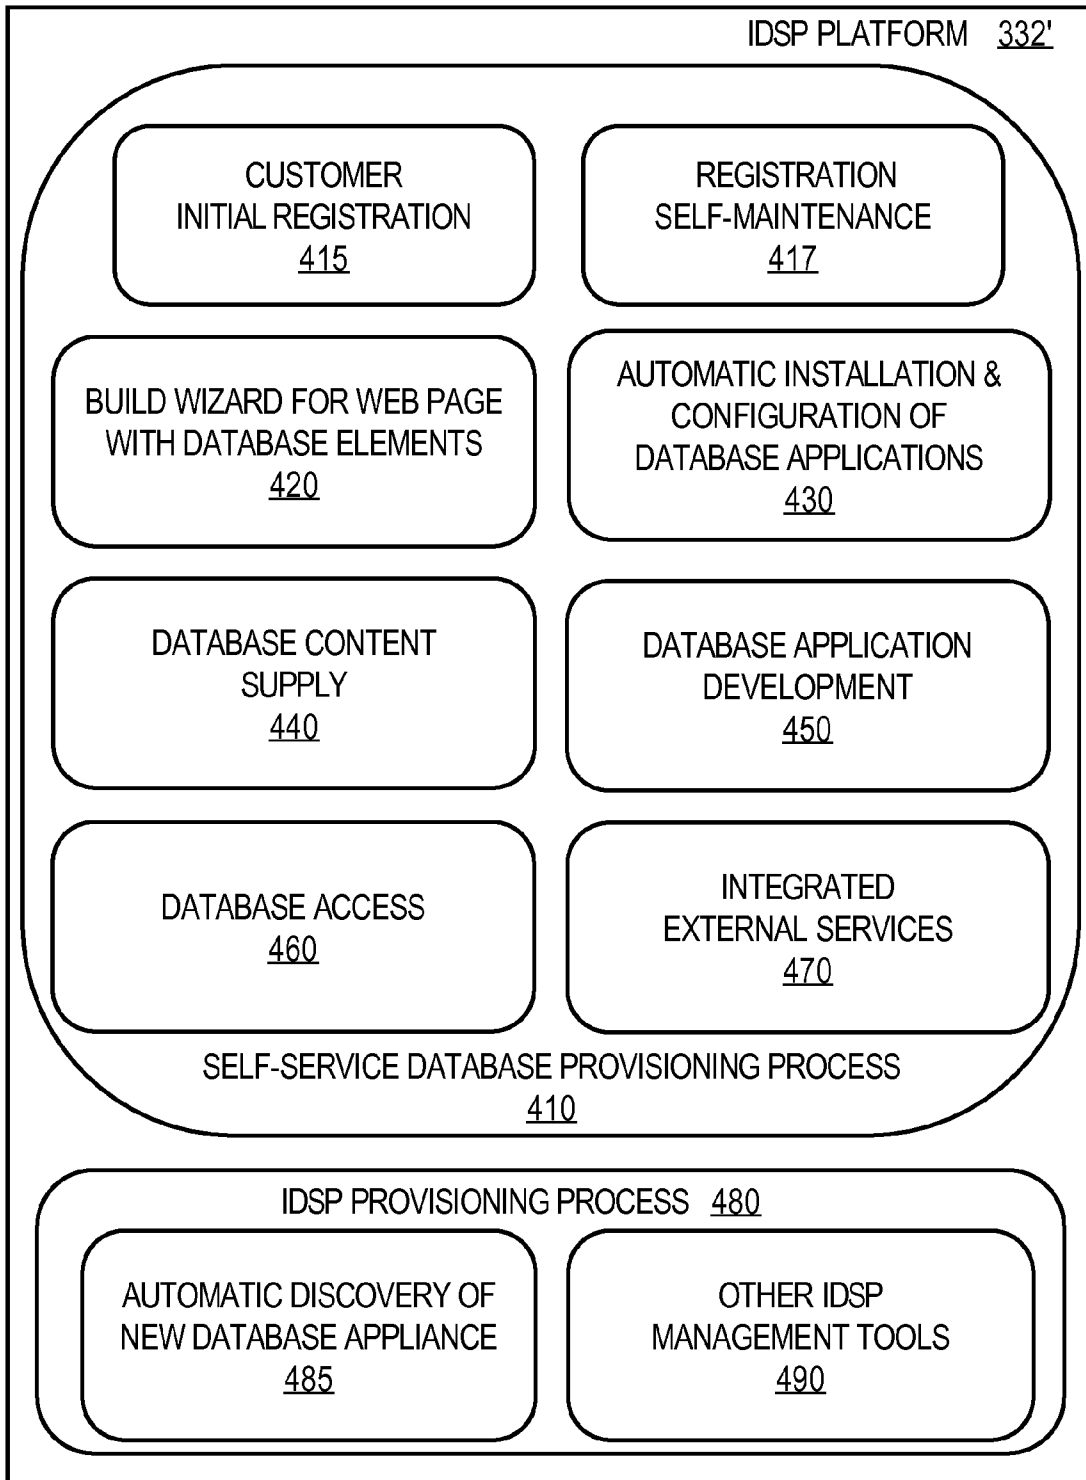 IDSP PLATFORM 332'
CUSTOMER
INITIAL REGISTRATION
415
REGISTRATION
SELF-MAINTENANCE
417
BUILD WIZARD FOR WEB PAGE
WITH DATABASE ELEMENTS
420
AUTOMATIC INSTALLATION &
CONFIGURATION OF
DATABASE APPLICATIONS
430
DATABASE CONTENT
SUPPLY
440
DATABASE APPLICATION
DEVELOPMENT
450
DATABASE ACCESS
460
INTEGRATED
EXTERNAL SERVICES
470
SELF-SERVICE DATABASE PROVISIONING PROCESS
410
IDSP PROVISIONING PROCESS 480
AUTOMATIC DISCOVERY OF
NEW DATABASE APPLIANCE
485
OTHER IDSP
MANAGEMENT TOOLS
490